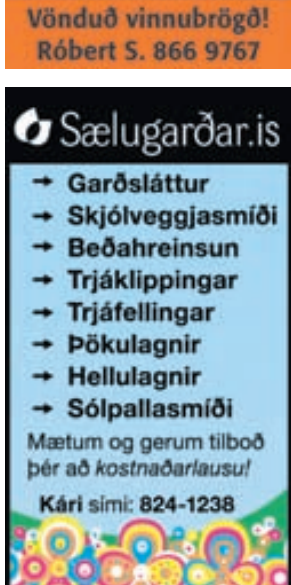 Vönduð vinnubrögð!
Róbert S. 866 9767
Sælugarðar.is
→ Garðsláttur
→ Skjólveggjasmíði
→ Beðahreinsun
→ Trjáklippingar
→ Trjáfellingar
→ Þökulagnir
→ Hellulagnir
→ Sólpallasmíði
Mætum og gerum tilboð
þér að kostnaðarlausu!
Kári sími: 824-1238